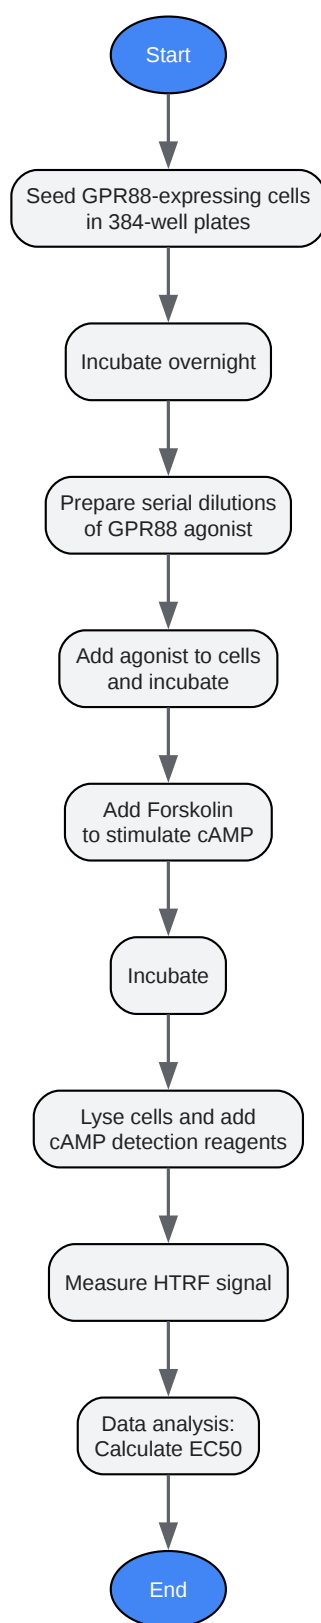 Start
Seed GPR88-expressing cells
in 384-well plates
Incubate overnight
Prepare serial dilutions
of GPR88 agonist
Add agonist to cells
and incubate
Add Forskolin
to stimulate cAMP
Incubate
Lyse cells and add
cAMP detection reagents
Measure HTRF signal
Data analysis:
Calculate EC50
End